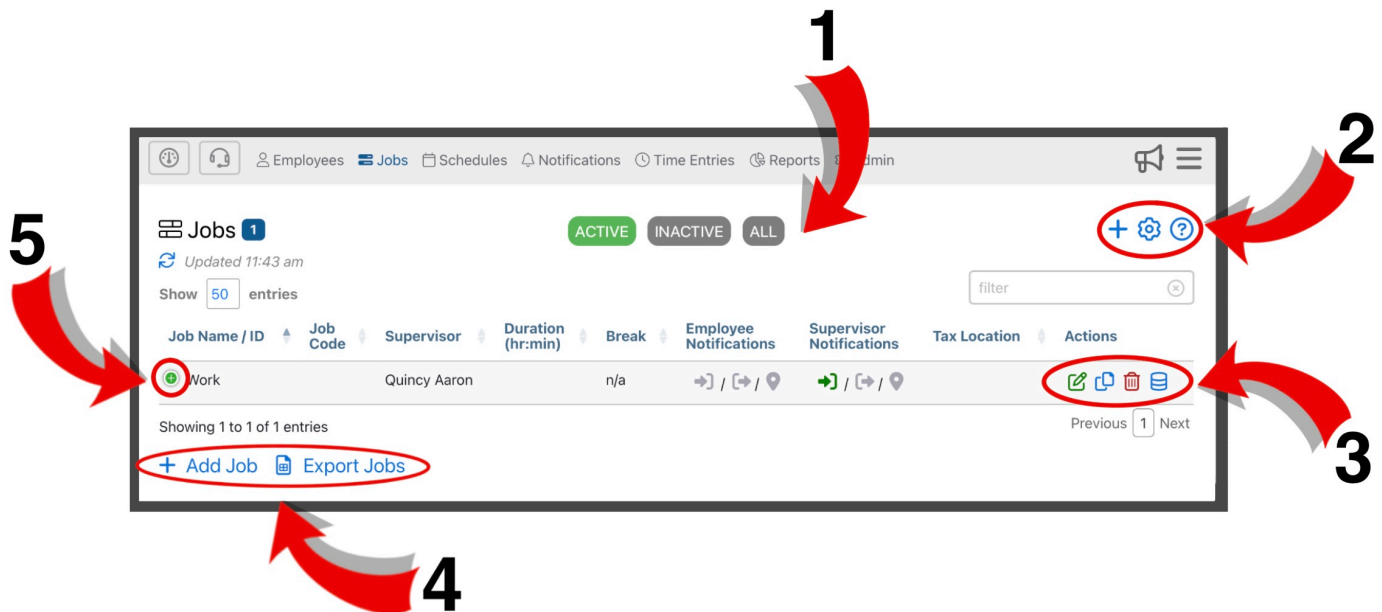 1
2
Employees Jobs Schedules Notifications Time Entries Reports Admin
5
Jobs 1
ACTIVE INACTIVE ALL
Updated 11:43 am
Show 50 entries
filter
Job Name / ID Job Code Supervisor Duration (hr:min) Break Employee Notifications Supervisor Notifications Tax Location Actions
Work Quincy Aaron n/a / / / /
Showing 1 to 1 of 1 entries
Previous 1 Next
3
+ Add Job Export Jobs
4